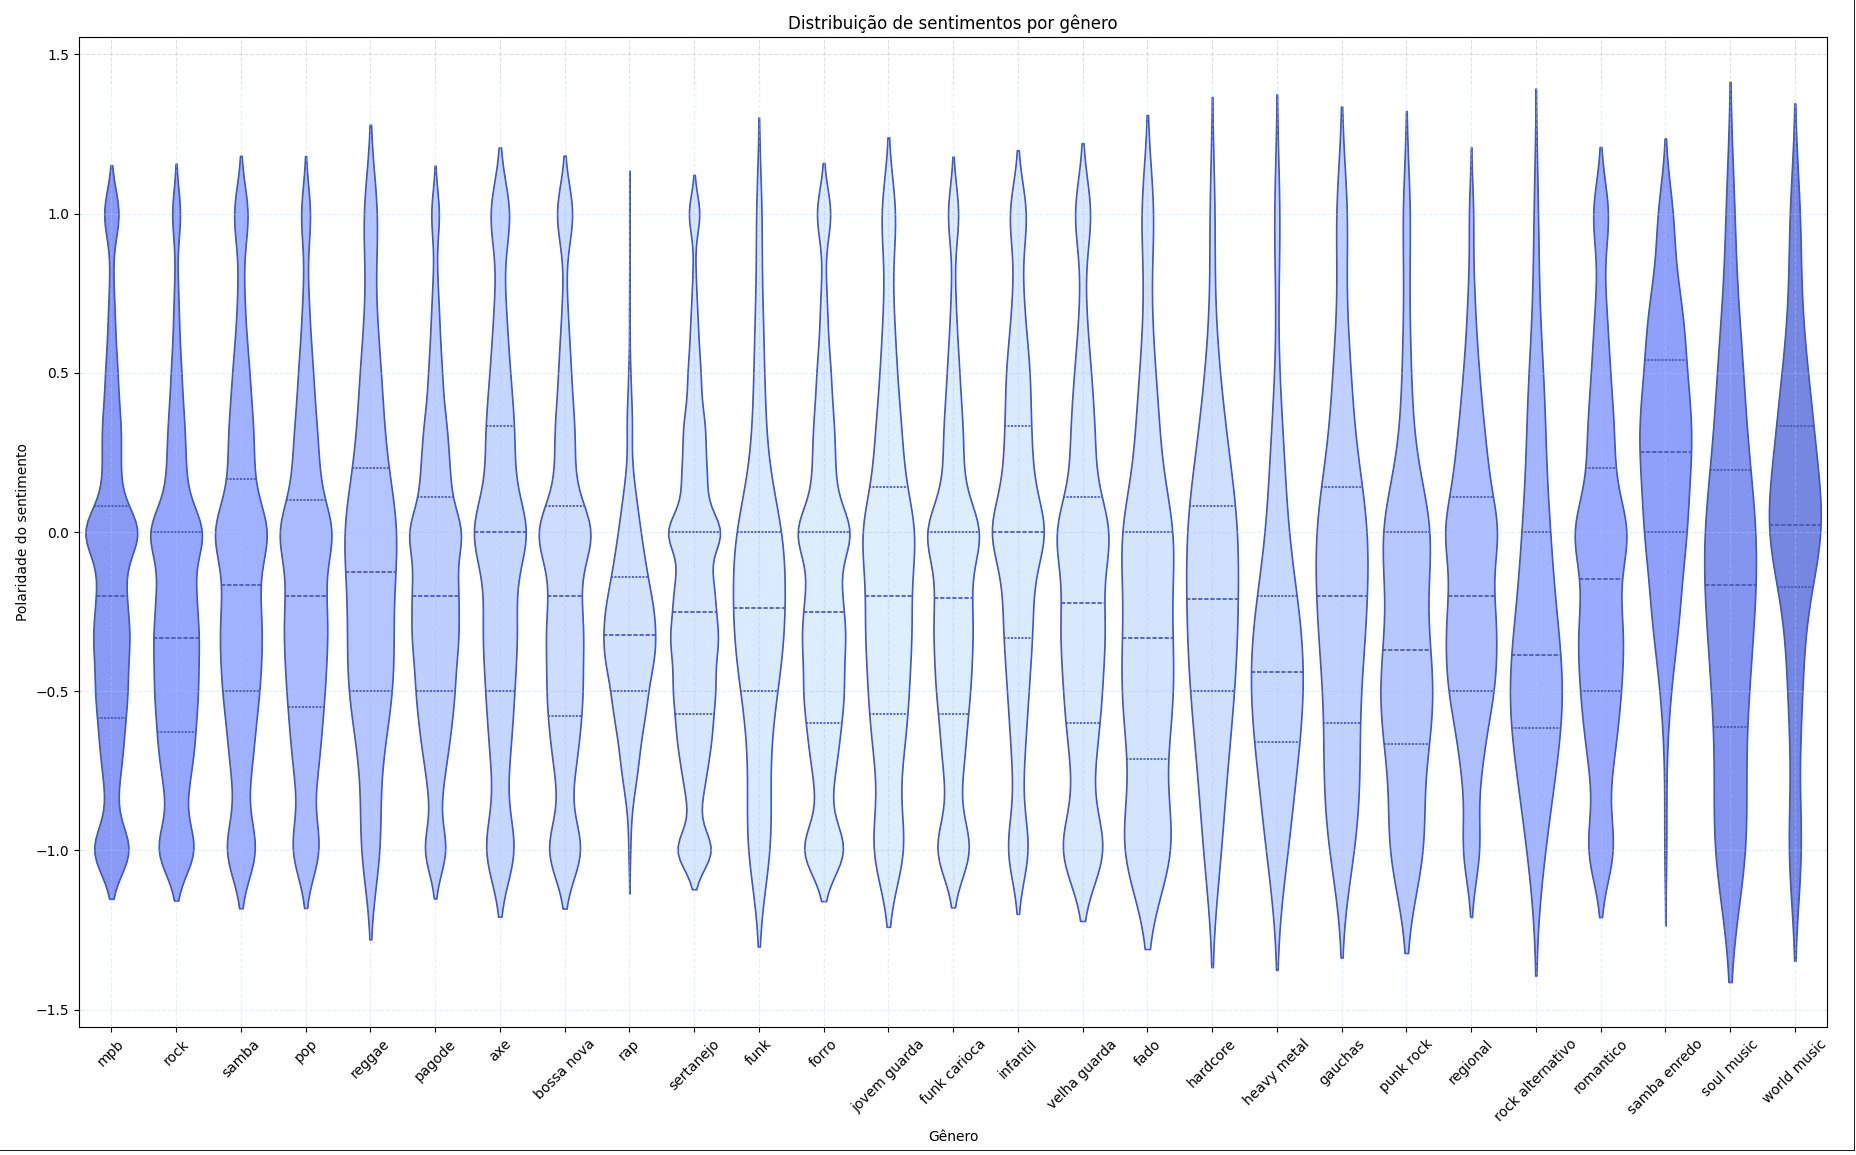 Distribuição de sentimentos por gênero
Polaridade do sentimento
1.5
1.0
0.5
0.0
−0.5
−1.0
−1.5
mpb
rock
samba
pop
reggae
pagode
axe
bossa nova
rap
sertanejo
funk
forro
jovem guarda
funk carioca
infantil
velha guarda
fado
hardcore
heavy metal
gauchas
punk rock
regional
rock alternativo
romantico
samba enredo
soul music
world music
Gênero